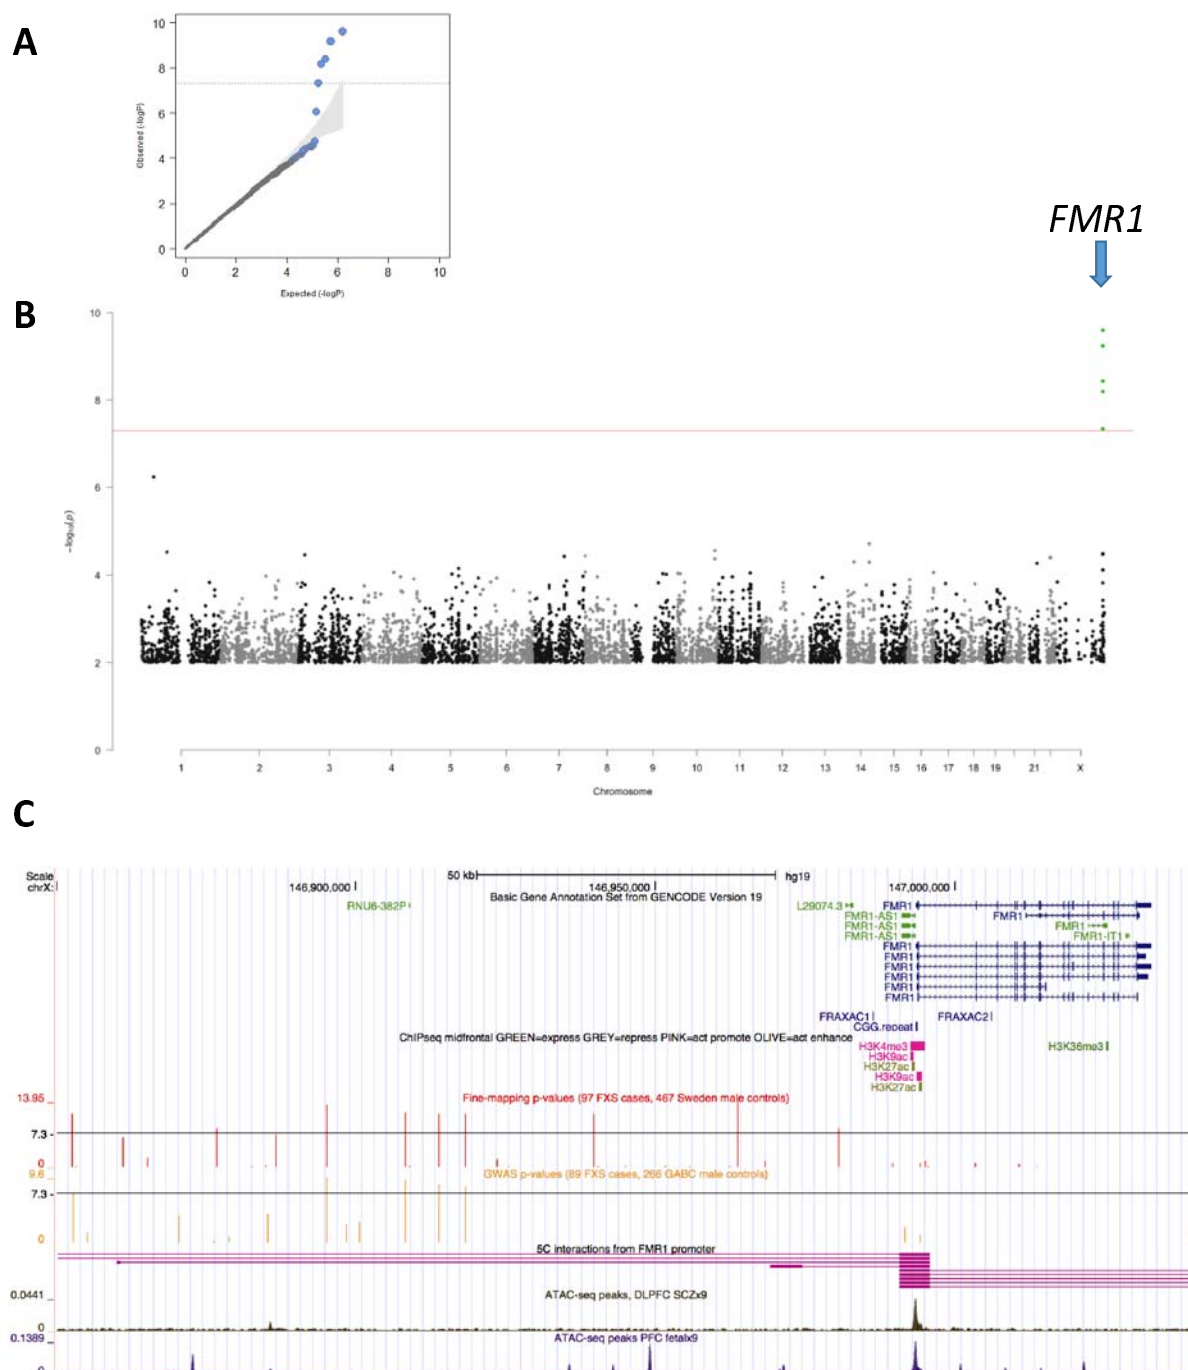 A
10
8
6
4
2
0
Observed (-logP)
0 2 4 6 8 10
Expected (-logP)
FMR1
B
10
8
6
4
2
0
-log10(p)
1 2 3 4 5 6 7 8 9 10 11 12 13 14 15 16 17 18 19 21 X
Chromosome
C
Scale
chrX:
50 kb
hg19
146,900,000
146,950,000
147,000,000
Basic Gene Annotation Set from GENCODE Version 19
RNU6-382P
L29074.3
FMR1
FMR1-AS1
FMR1
FMR1-AS1
FMR1
FMR1-AS1
FMR1-IT1
FMR1
FMR1
FMR1
FMR1
FMR1
FMR1
FRAXAC1
FRAXAC2
CGG.repeat
ChIPseq midfrontal GREEN=express GREY=repress PINK=act promote OLIVE=act enhance
H3K4me3
H3K36me3
H3K9ac
H3K27ac
H3K9ac
H3K27ac
13.95
Fine-mapping p-values (97 FXS cases, 467 Sweden male controls)
7.3
0
9.6
GWAS p-values (89 FXS cases, 266 GABC male controls)
7.3
0
5C interactions from FMR1 promoter
0.0441
ATAC-seq peaks, DLPFC SCZx9
0
0.1389
ATAC-seq peaks PFC fetalx9